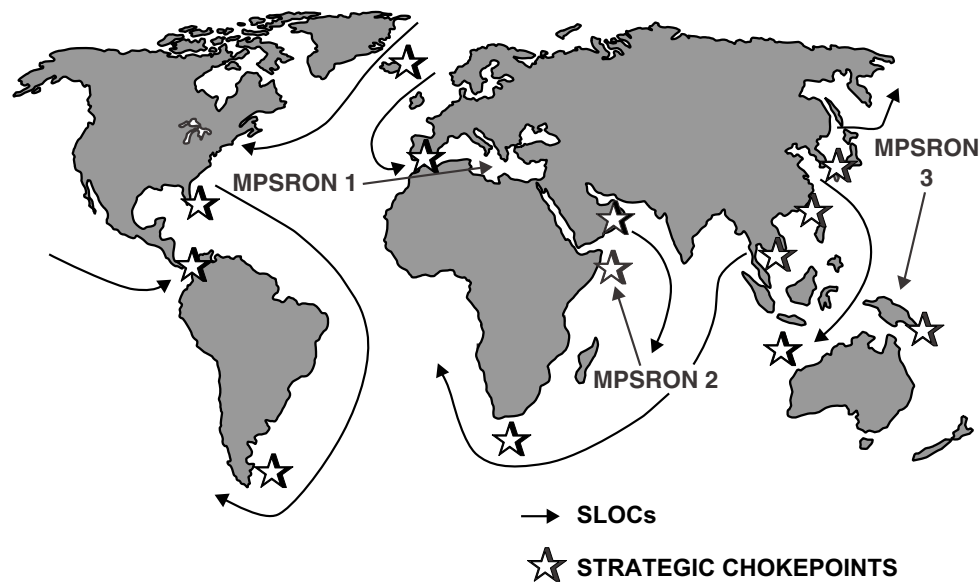 MPSRON 1
MPSRON
3
MPSRON 2
SLOCs
STRATEGIC CHOKEPOINTS